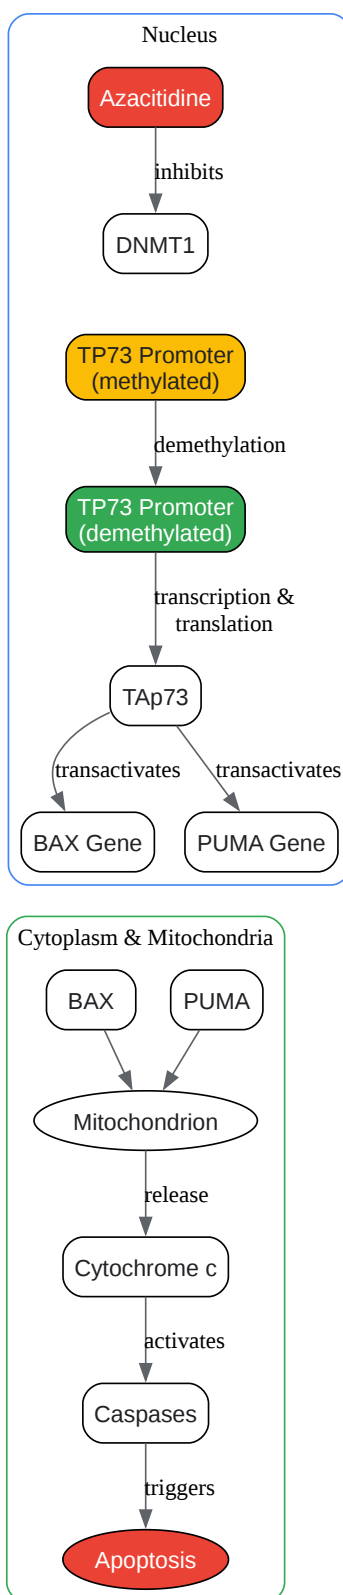 Nucleus
Azacitidine
inhibits
DNMT1
TP73 Promoter
(methylated)
demethylation
TP73 Promoter
(demethylated)
transcription &
translation
TAp73
transactivates
transactivates
BAX Gene
PUMA Gene
Cytoplasm & Mitochondria
BAX
PUMA
Mitochondrion
release
Cytochrome c
activates
Caspases
triggers
Apoptosis